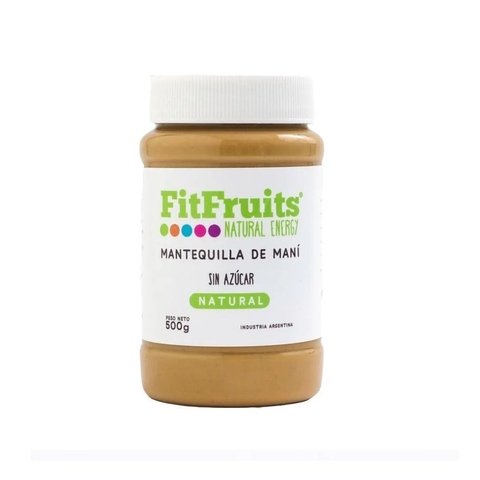 FitFruits®
NATURAL ENERGY
MANTEQUILLA DE MANÍ
SIN AZÚCAR
NATURAL
PESO NETO
500g
INDUSTRIA ARGENTINA